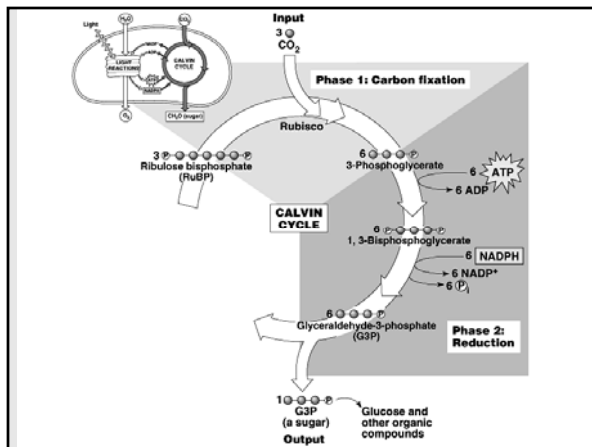 Light
H₂O
CO₂
LIGHT
REACTIONS
CALVIN
CYCLE
O₂
CH₂O (sugar)
Input
3
CO₂
Phase 1: Carbon fixation
Rubisco
3 P P
Ribulose bisphosphate
(RuBP)
6 P
3-Phosphoglycerate
6 ATP
6 ADP
CALVIN
CYCLE
6 P P
1, 3-Bisphosphoglycerate
6 NADPH
6 NADP⁺
6 Pi
6 P
Glyceraldehyde-3-phosphate
(G3P)
Phase 2:
Reduction
1 P
G3P
(a sugar)
Output
Glucose and
other organic
compounds